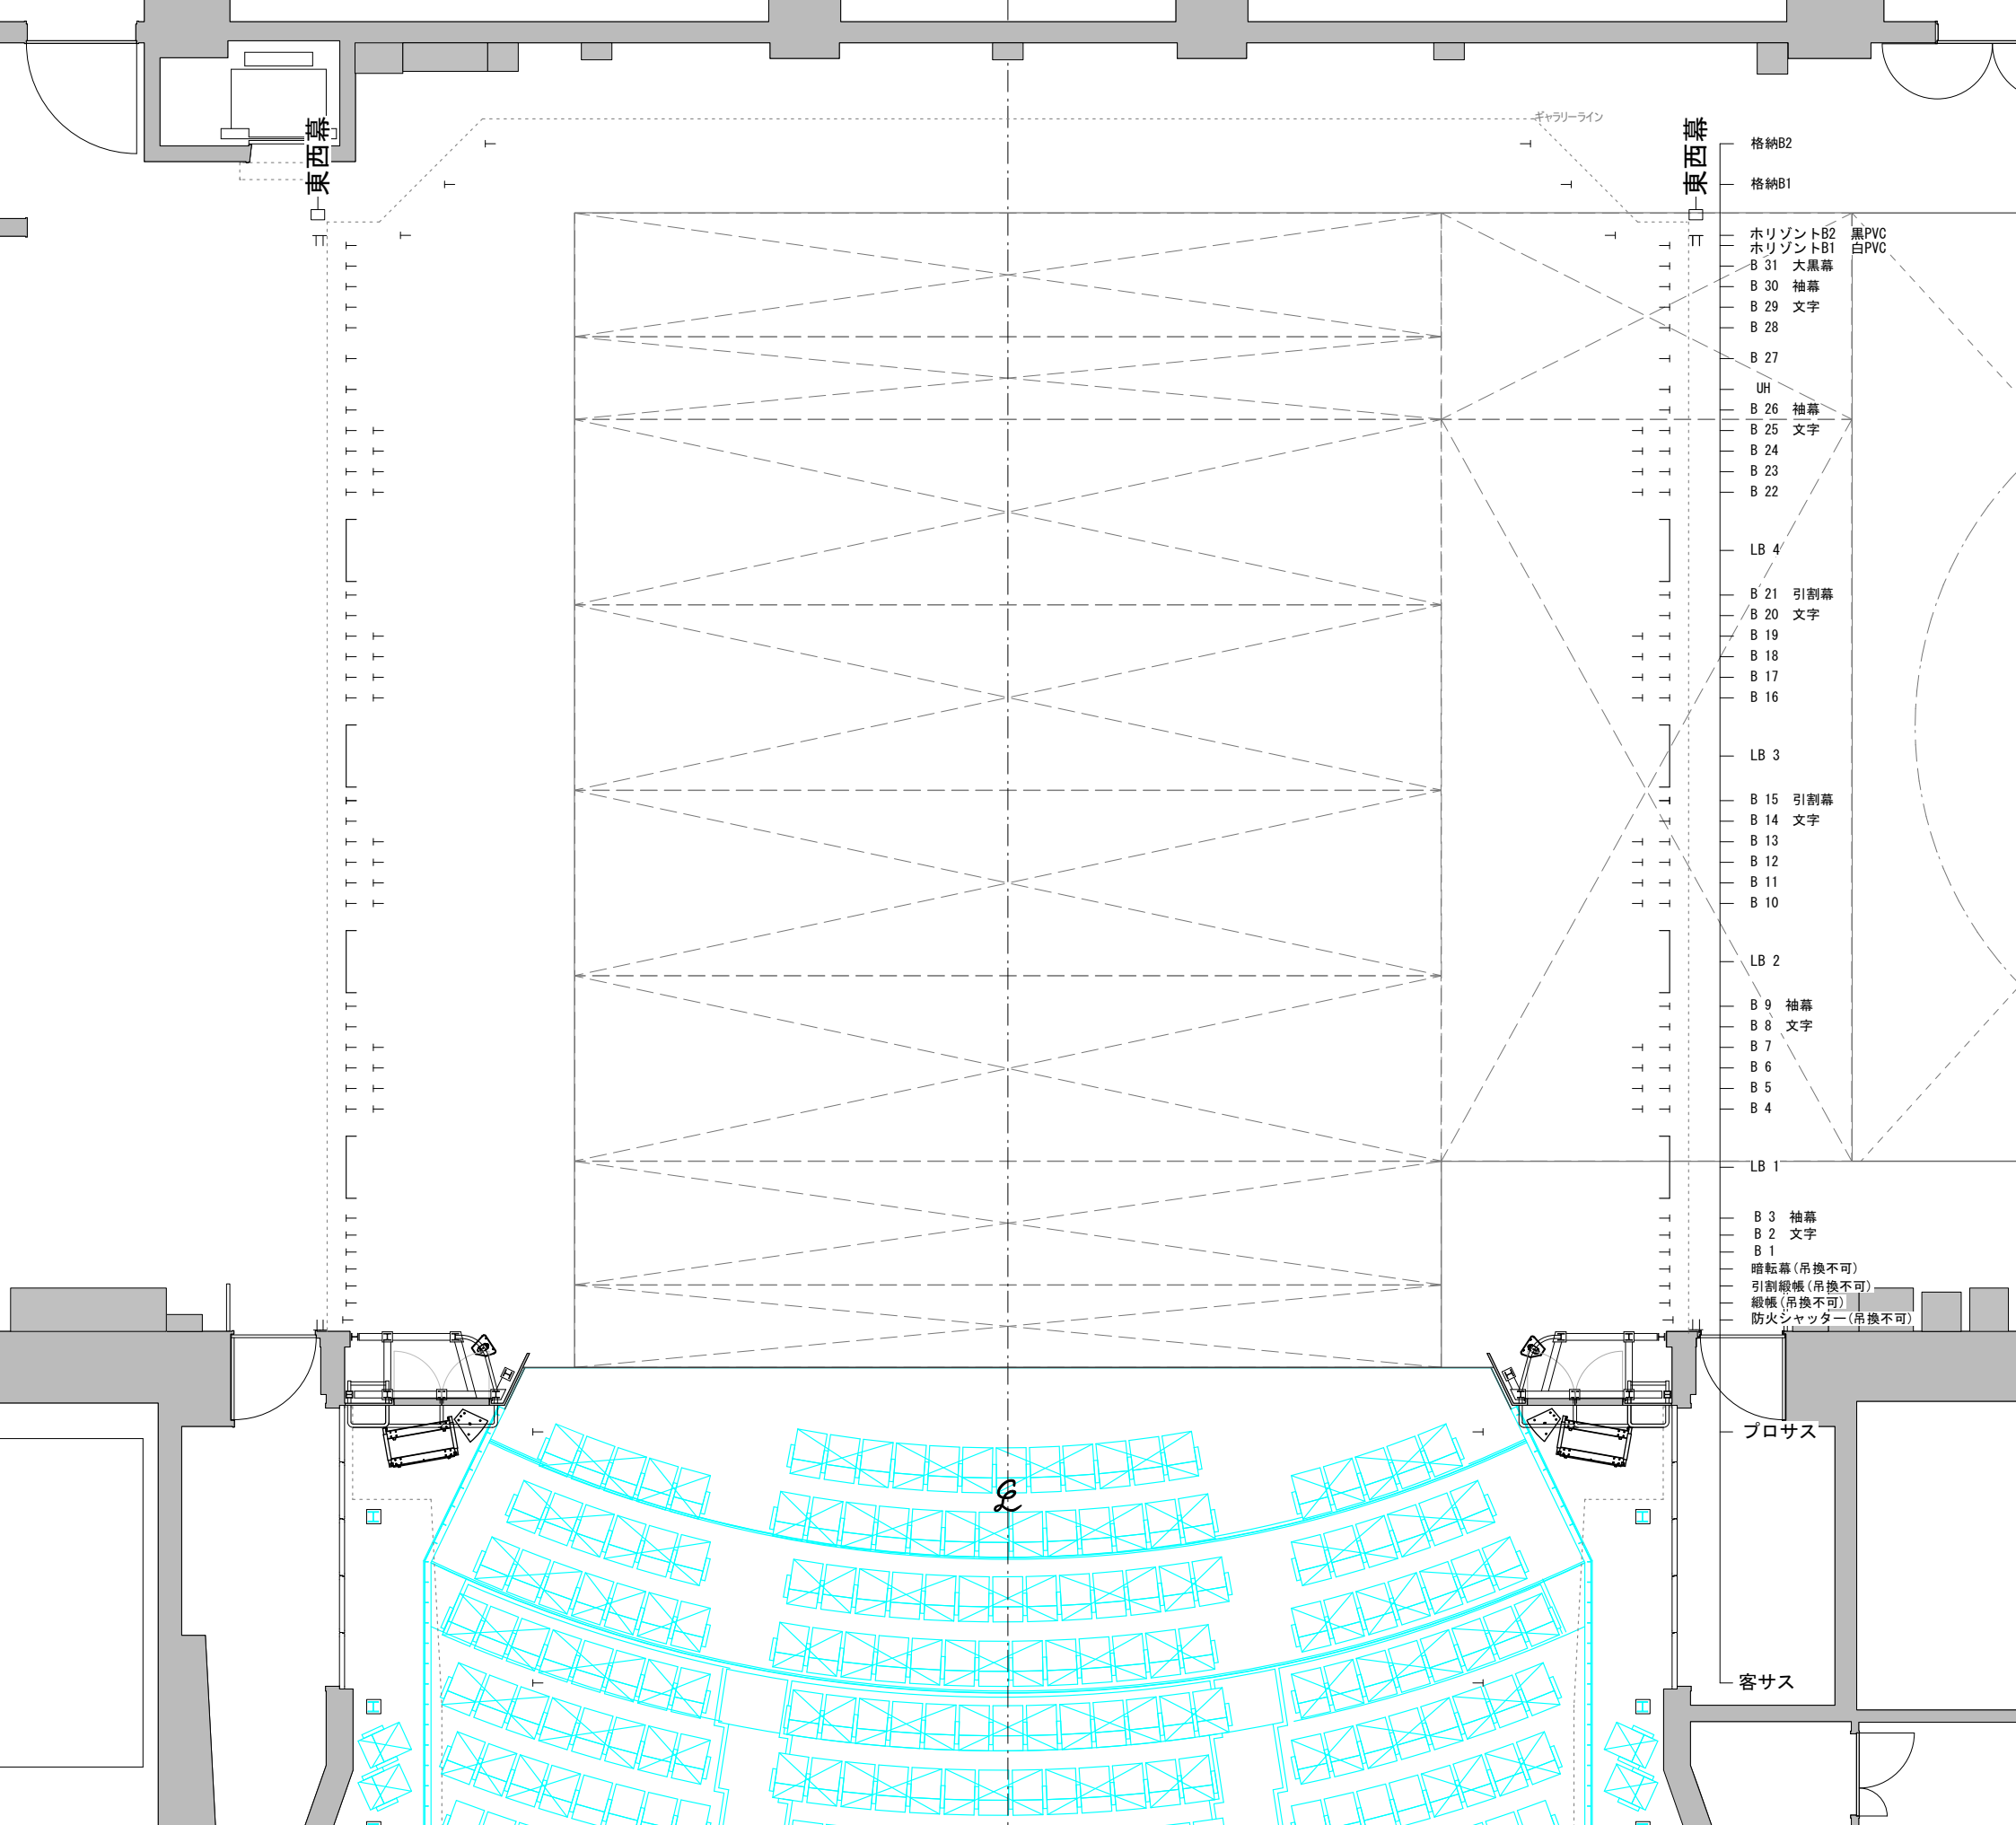 ギャラリーライン
東西幕
東西幕
格納B2
格納B1
ホリゾントB2 黒PVC
ホリゾントB1 白PVC
B 31 大黒幕
B 30 袖幕
B 29 文字
B 28
B 27
UH
B 26 袖幕
B 25 文字
B 24
B 23
B 22
LB 4
B 21 引割幕
B 20 文字
B 19
B 18
B 17
B 16
LB 3
B 15 引割幕
B 14 文字
B 13
B 12
B 11
B 10
LB 2
B 9 袖幕
B 8 文字
B 7
B 6
B 5
B 4
LB 1
B 3 袖幕
B 2 文字
B 1
暗転幕(吊換不可)
引割緞帳(吊換不可)
緞帳(吊換不可)
防火シャッター(吊換不可)
プロサス
℄
客サス